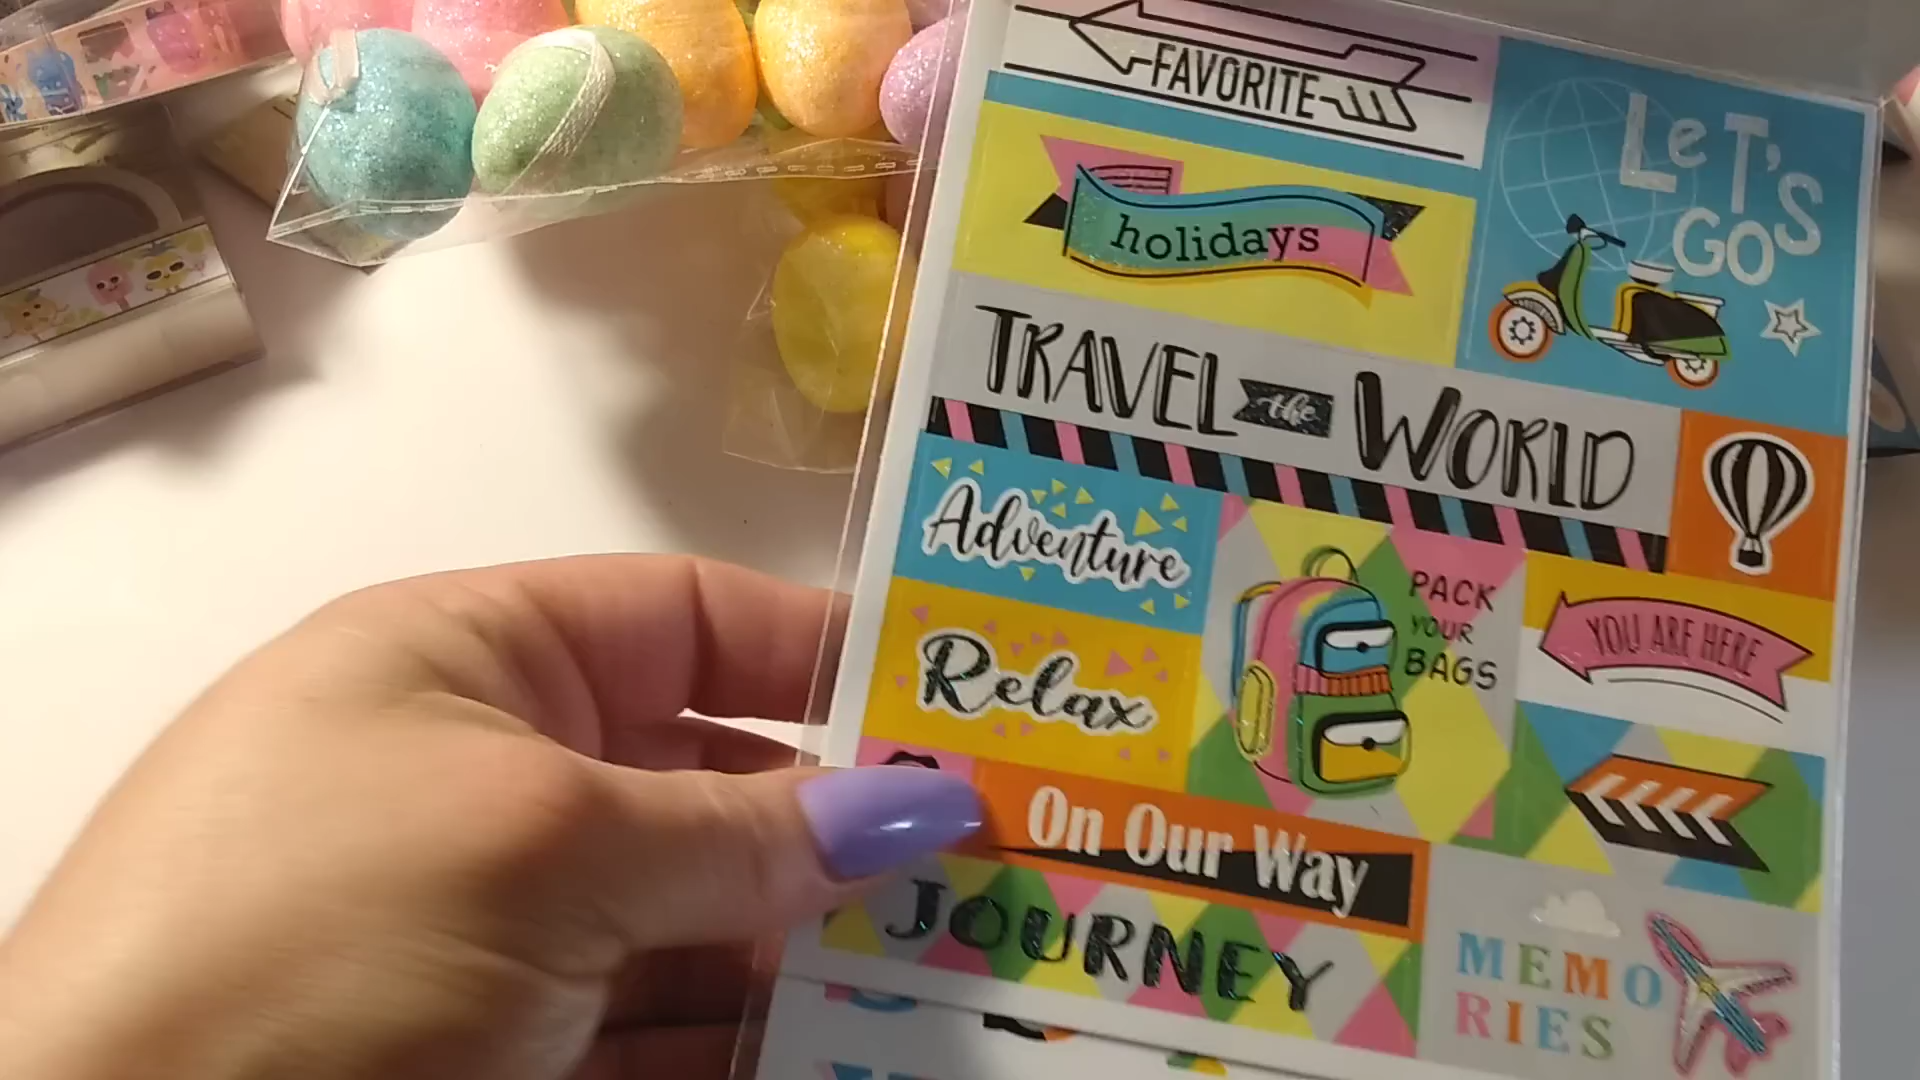 FAVORITE
LeT'S
GO
holidays
TRAVEL the WORLD
Adventure
PACK
YOUR
BAGS
YOU ARE HERE
Relax
On Our Way
JOURNEY
MEMO
RIES